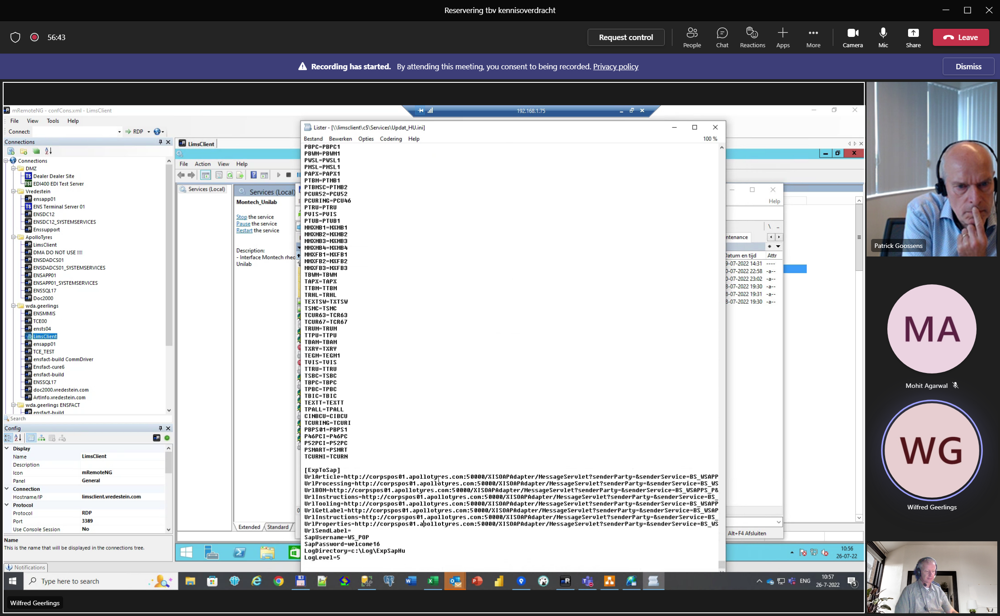 Reservering tbv kennisoverdracht
56:43
Request control
People
Chat
Reactions
Apps
More
Camera
Mic
Share
Leave
Recording has started. By attending this meeting, you consent to being recorded. Privacy policy
Dismiss
mRemoteNG - confCons.xml - LimsClient
192.168.1.75
File View Tools Help
Connect:
RDP
Connections
Connections
DMZ
Dealer Dealer Site
EDI400 EDI Test Server
Vredestein
ensapp01
ENS Terminal Server 01
ENSDC12
ENSDC12_SYSTEMSERVICES
Enssupport
ApolloTyres
LimsClient
DMA DO NOT USE !!!!
ENSDADCS01
ENSDADCS01_SYSTEMSERVICES
ENSAPP01
ENSAPP01_SYSTEMSERVICES
ENSSQL17
Doc2000
wda.geerlings
ENSMMIS
TCE00
ensts04
LimsClient
ensapp01
TCE_TEST
ensfact-build CommDriver
Ensfact-cure6
ensfact-build
ENSSQL17
doc2000.vredestein.com
ArtInfo.vredestein.com
wda.geerlings ENSFACT
ensfact-build
Search
Config
Display
Name LimsClient
Description
Icon mRemoteNG
Panel General
Connection
Hostname/IP limsclient.vredestein.com
Protocol
Protocol RDP
Port 3389
Use Console Session No
Name
This is the name that will be displayed in the connections tree.
Notifications
LimsClient
File Action View Help
Services (Local)
Services (Local)
Montech_Unilab
Stop the service
Pause the service
Restart the service
Description:
- Interface Montech rheo
Unilab
Extended Standard
Lister - [\\limsclient\c$\Services\Updat_HU.ini]
Bestand Bewerken Opties Codering Help
100 %
PBPC=PBPC1
PBWM=PBWM1
PWSL=PWSL1
PMSL=PMSL1
PAPX=PAPX1
PTBM=PTMB1
PTBMSC=PTMB2
PCUR52=PCU52
PCURING=PCU46
PTRU=PTRU
PVIS=PVIS
PTUB=PTUB1
MMXMB1=MXMB1
MMXMB2=MXMB2
MMXMB3=MXMB3
MMXMB4=MXMB4
MMXFB1=MXFB1
MMXFB2=MXFB2
MMXFB3=MXFB3
TBWM=TBWM
TAPX=TAPX
TTBM=TTBM
TRHL=TRHL
TEXTSW=TXTSW
TSMC=TSMC
TCUR63=TCR63
TCUR67=TCR67
TRUM=TRUM
TTPU=TTPU
TBAM=TBAM
TXRY=TXRY
TEGM=TEGM1
TVIS=TVIS
TTRU=TTRU
TSBC=TSBC
TBPC=TBPC
TPBC=TPBC
TBIC=TBIC
TEXTT=TEXTT
TPALL=TPALL
CINBCU=CIBCU
TCURING=TCURI
PBPS01=PBPS1
P46PCI=P46PC
P52PCI=P52PC
PSMART=PSMRT
TCURNI=TCURN
[ExpToSap]
UrlArticle=http://corpspos01.apollotyres.com:50000/XISOAPAdapter/MessageServlet?senderParty=&senderService=BS_WSAPP
UrlProcessing=http://corpspos01.apollotyres.com:50000/XISOAPAdapter/MessageServlet?senderParty=&senderService=BS_WS
UrlBOM=http://corpspos01.apollotyres.com:50000/XISOAPAdapter/MessageServlet?senderParty=&senderService=BS_WSAPPS_P&
UrlInstructions=http://corpspos01.apollotyres.com:50000/XISOAPAdapter/MessageServlet?senderParty=&senderService=BS_
UrlTooling=http://corpspos01.apollotyres.com:50000/XISOAPAdapter/MessageServlet?senderParty=&senderService=BS_WSAPP
UrlGetLabel=http://corpspos01.apollotyres.com:50000/XISOAPAdapter/MessageServlet?senderParty=&senderService=BS_WSAP
UrlInstructions=http://corpspos01.apollotyres.com:50000/XISOAPAdapter/MessageServlet?senderParty=&senderService=BS_
UrlProperties=http://corpspos01.apollotyres.com:50000/XISOAPAdapter/MessageServlet?senderParty=&senderService=BS_WS
UrlSendLabel=
SapUsername=WS_POP
SapPassword=welcome16
LogDirectory=c:\Log\ExpSapHu
LogLevel=5
Help
\ ..
ntenance
Datum en tijd Attr
9-07-2022 14:31 ----
0-07-2022 22:58 -a--
0-07-2022 23:02 -a--
8-07-2022 19:30 -a--
8-07-2022 19:31 -a--
8-07-2022 19:30 -a--
Alt+F4 Afsluiten
10:56
26-07-22
Type here to search
ENG
10:57
26-7-2022
5
Wilfred Geerlings
Patrick Goossens
MA
Mohit Agarwal
WG
Wilfred Geerlings